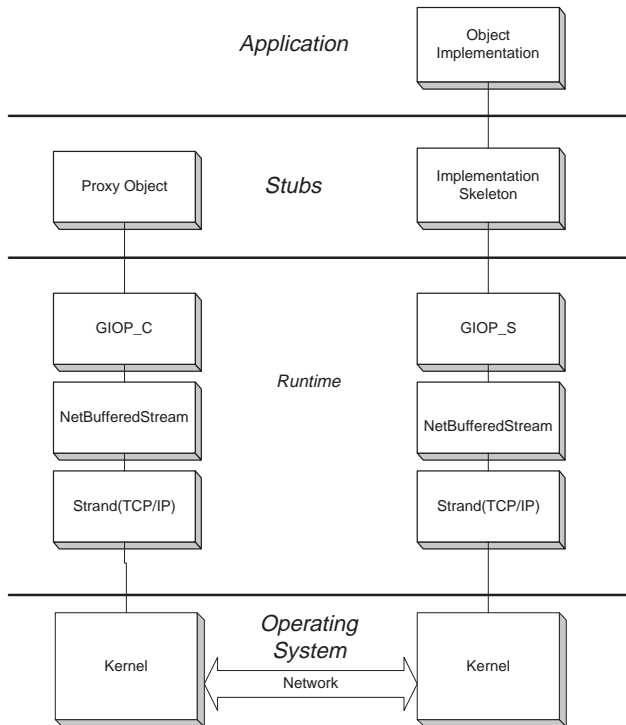 Application
Object
Implementation
Proxy Object
Stubs
Implementation
Skeleton
GIOP_C
GIOP_S
Runtime
NetBufferedStream
NetBufferedStream
Strand(TCP/IP)
Strand(TCP/IP)
Operating
System
Kernel
Network
Kernel